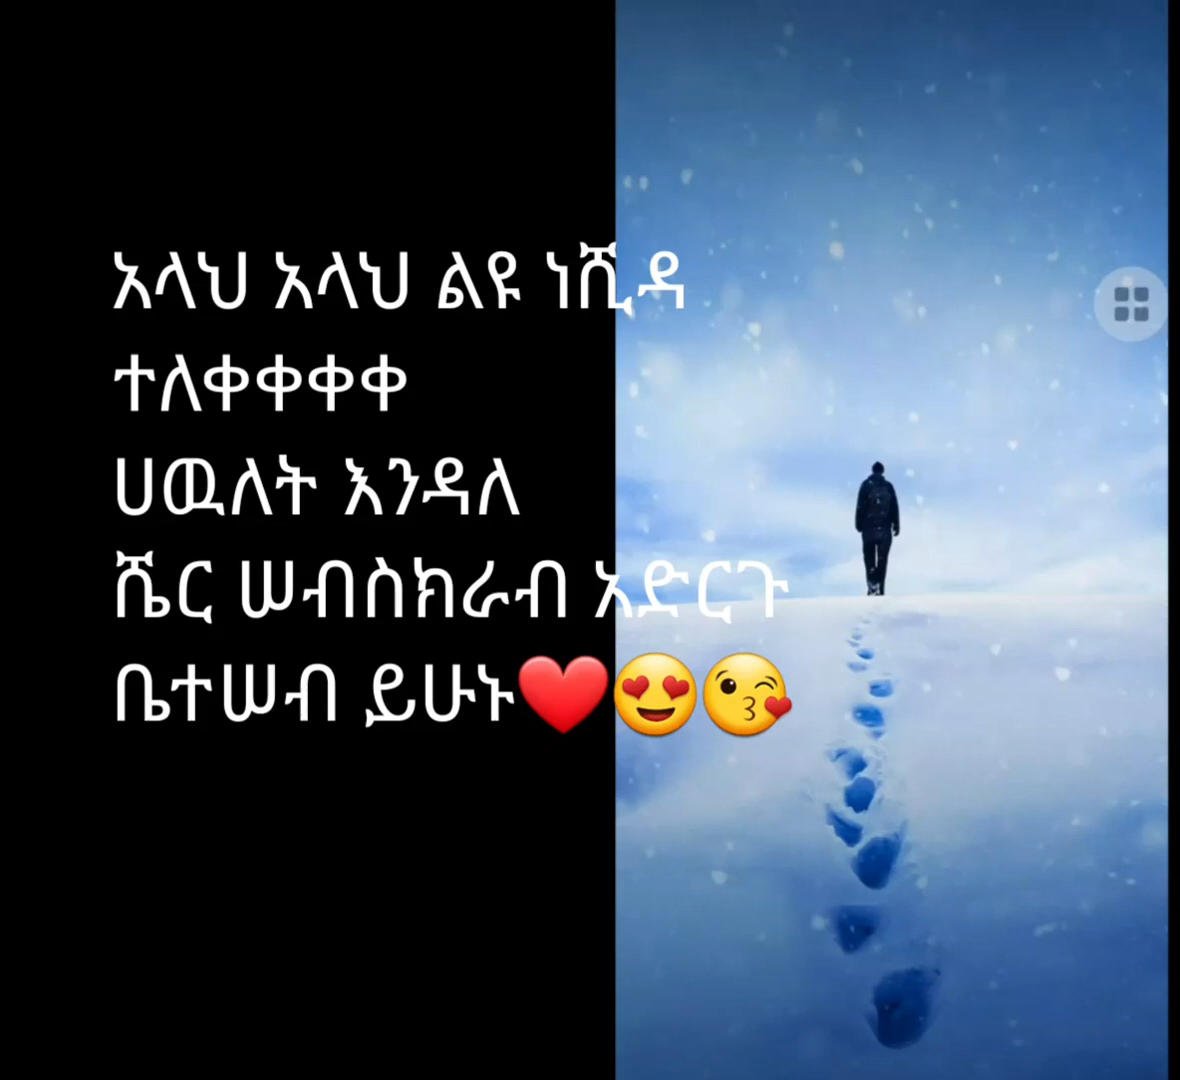 አላህ አላህ ልዩ ነሺዳ
ተለቀቀቀቀ
ሀዉለት እንዳለ
ሼር ሠብስክራብ አድርጉ
ቤተሠብ ይሁኑ❤️😍😘